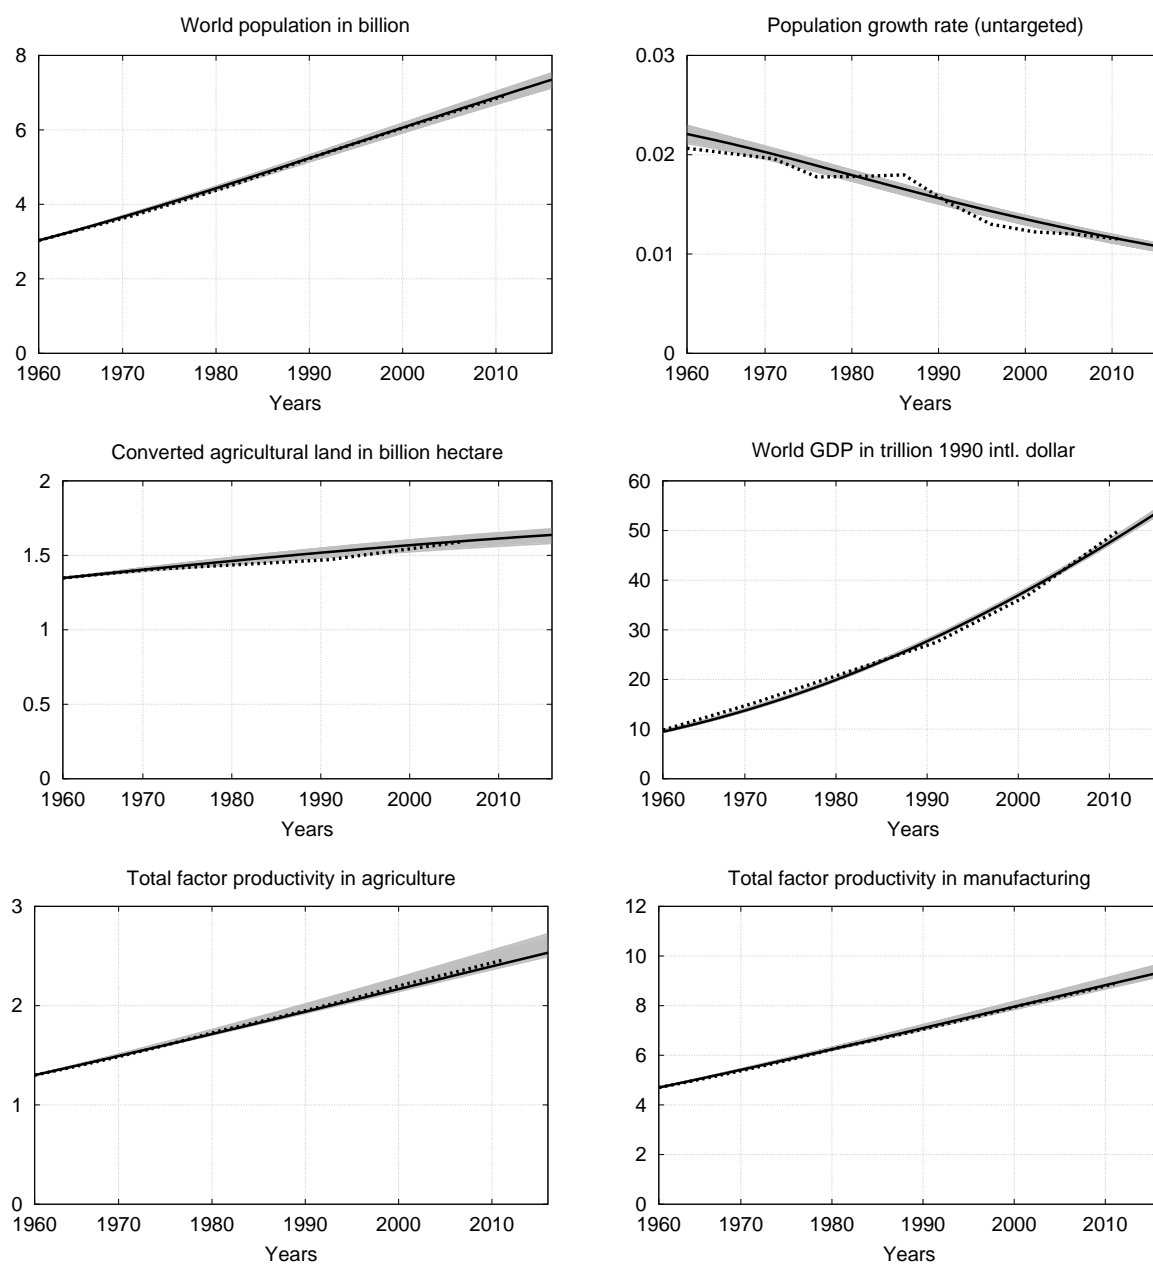 World population in billion
8
6
4
2
0
1960 1970 1980 1990 2000 2010
Years
Population growth rate (untargeted)
0.03
0.02
0.01
0
1960 1970 1980 1990 2000 2010
Years
Converted agricultural land in billion hectare
2
1.5
1
0.5
0
1960 1970 1980 1990 2000 2010
Years
World GDP in trillion 1990 intl. dollar
60
50
40
30
20
10
0
1960 1970 1980 1990 2000 2010
Years
Total factor productivity in agriculture
3
2
1
0
1960 1970 1980 1990 2000 2010
Years
Total factor productivity in manufacturing
12
10
8
6
4
2
0
1960 1970 1980 1990 2000 2010
Years